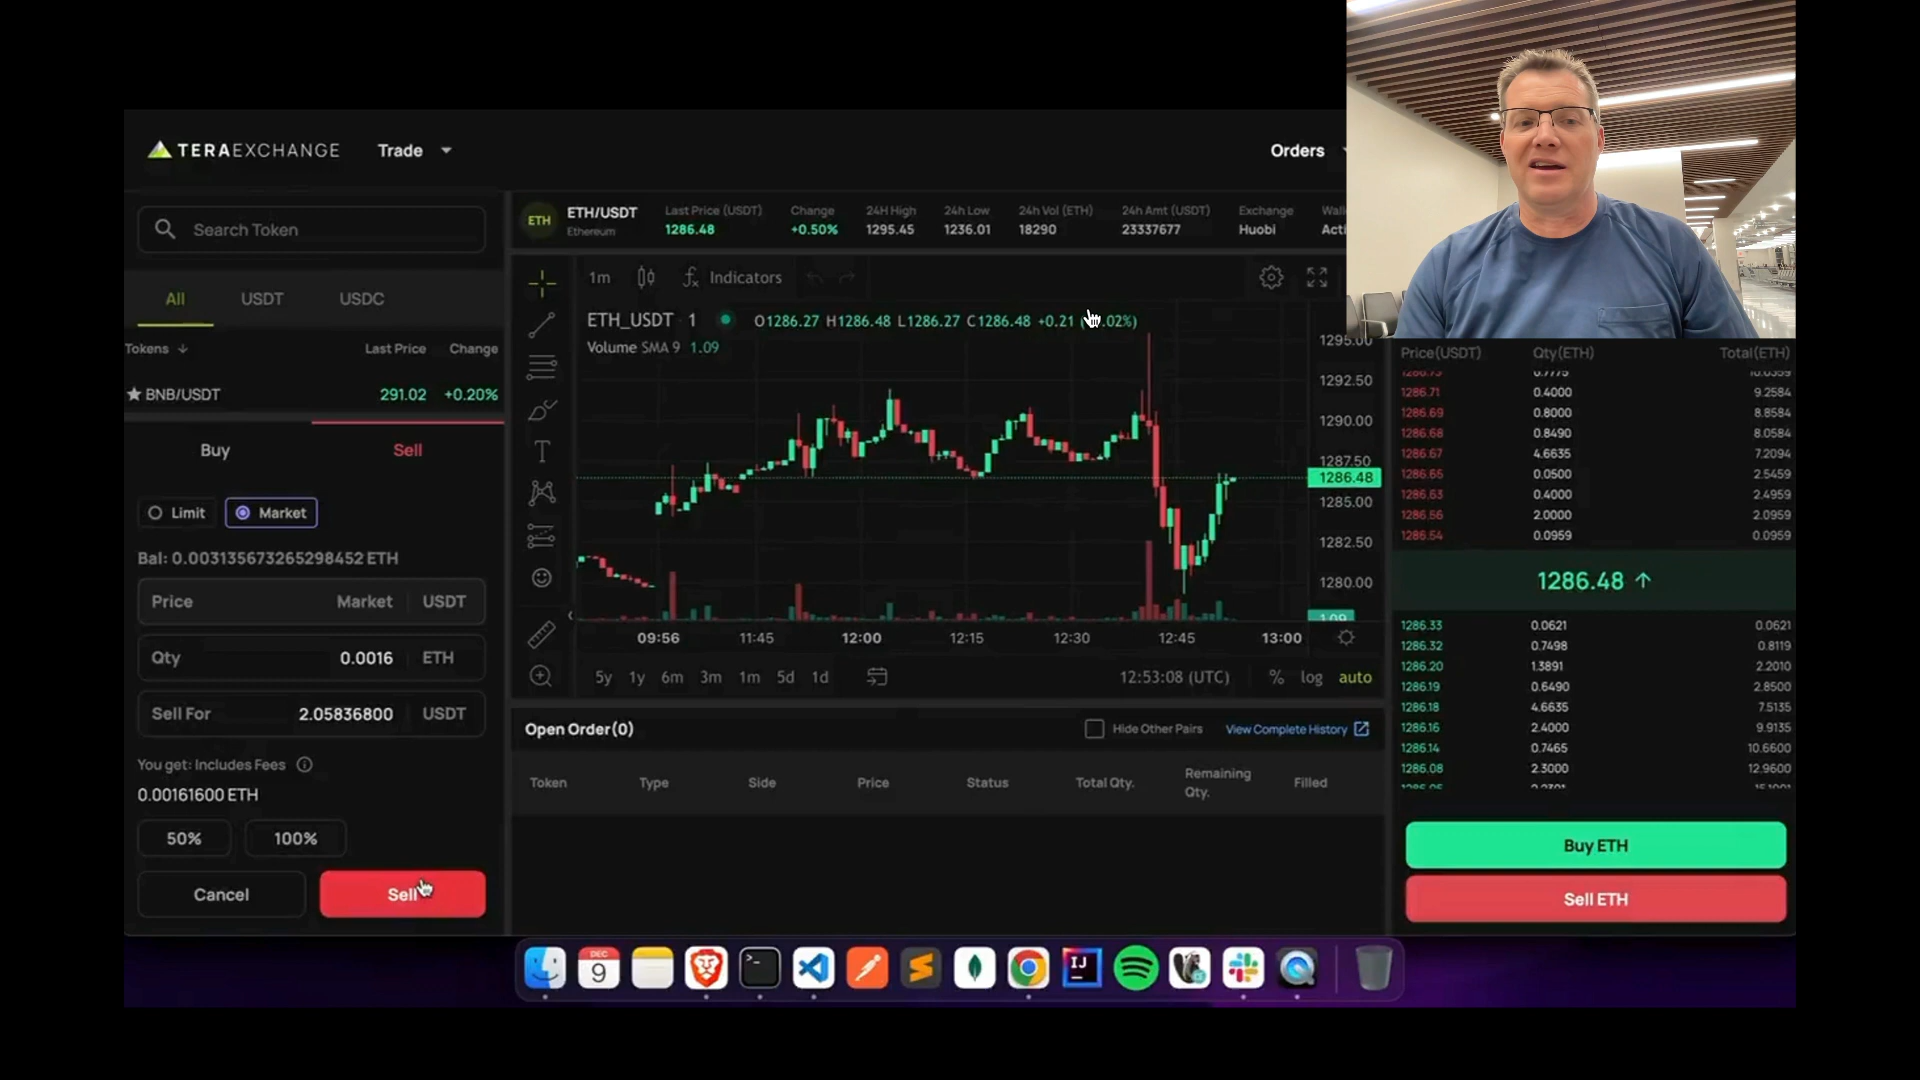 TERAEXCHANGE Trade Orders
Search Token
All USDT USDC
Tokens Last Price Change
BNB/USDT 291.02 +0.20%
Buy Sell
Limit Market
Bal: 0.003135673265298452 ETH
Price Market USDT
Qty 0.0016 ETH
Sell For 2.05836800 USDT
You get: Includes Fees
0.00161600 ETH
50% 100%
Cancel Sell
ETH ETH/USDT Ethereum
Last Price (USDT) 1286.48
Change +0.50%
24H High 1295.45
24h Low 1236.01
24h Vol (ETH) 18290
24h Amt (USDT) 23337677
Exchange Huobi
1m Indicators
ETH_USDT 1 O1286.27 H1286.48 L1286.27 C1286.48 +0.21
Volume SMA 9 1.09
1292.50
1290.00
1287.50
1286.48
1285.00
1282.50
1280.00
09:56 11:45 12:00 12:15 12:30 12:45 13:00
5y 1y 6m 3m 1m 5d 1d 12:53:08 (UTC) % log auto
Open Order(0) Hide Other Pairs View Complete History
Token Type Side Price Status Total Qty. Remaining Qty. Filled
Price(USDT) Qty(ETH) Total(ETH)
1286.71 0.4000 9.2584
1286.69 0.8000 8.8584
1286.68 0.8490 8.0584
1286.67 4.6635 7.2094
1286.65 0.0500 2.5459
1286.63 0.4000 2.4959
1286.56 2.0000 2.0959
1286.54 0.0959 0.0959
1286.48
1286.33 0.0621 0.0621
1286.32 0.7498 0.8119
1286.20 1.3891 2.2010
1286.19 0.6490 2.8500
1286.18 4.6635 7.5135
1286.16 2.4000 9.9135
1286.14 0.7465 10.6600
1286.08 2.3000 12.9600
Buy ETH
Sell ETH
DEC
9
IJ